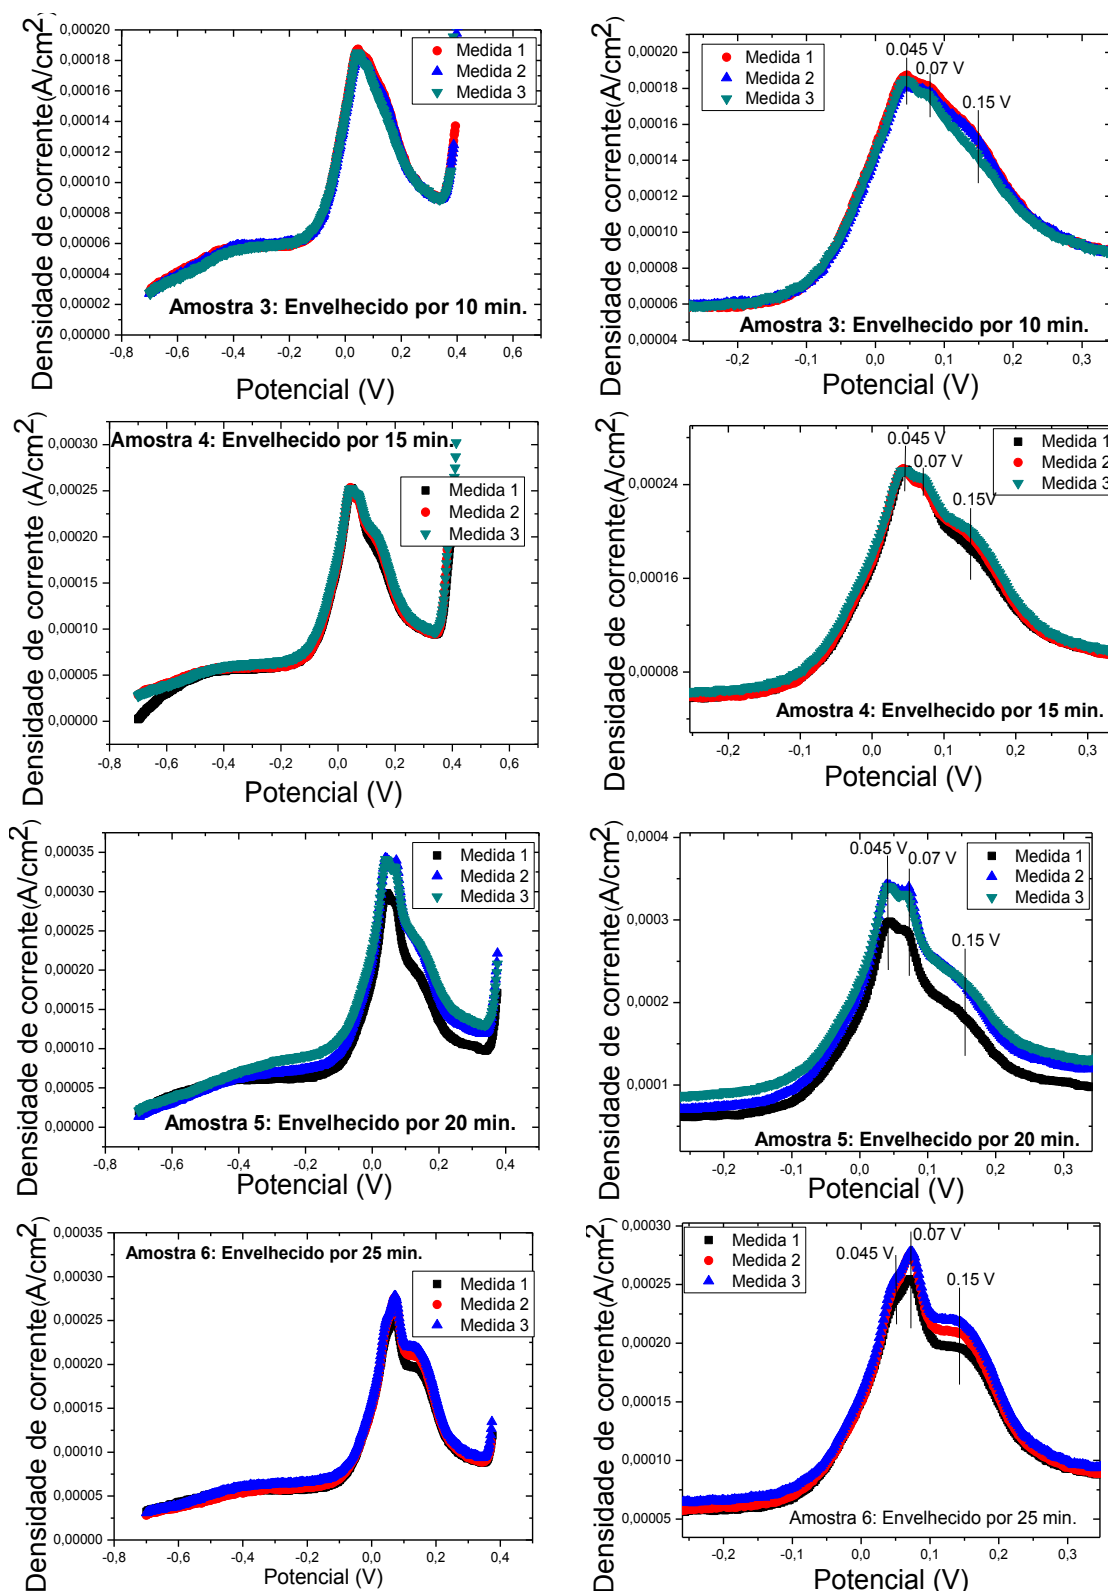 0,00020
0,00018
0,00016
0,00014
0,00012
0,00010
0,00008
0,00006
0,00004
0,00002
0,00000
-0,8 -0,6 -0,4 -0,2 0,0 0,2 0,4 0,6
Densidade de corrente(A/cm²)
Potencial (V)
Medida 1
Medida 2
Medida 3
Amostra 3: Envelhecido por 10 min.
0,00020
0,00018
0,00016
0,00014
0,00012
0,00010
0,00008
0,00006
0,00004
-0,2 -0,1 0,0 0,1 0,2 0,3
Densidade de corrente(A/cm²)
Potencial (V)
Medida 1
Medida 2
Medida 3
0.045 V
0.07 V
0.15 V
Amostra 3: Envelhecido por 10 min.
Amostra 4: Envelhecido por 15 min.
0,00030
0,00025
0,00020
0,00015
0,00010
0,00005
0,00000
-0,8 -0,6 -0,4 -0,2 0,0 0,2 0,4 0,6
Densidade de corrente (A/cm²)
Potencial (V)
Medida 1
Medida 2
Medida 3
0,00024
0,00016
0,00008
-0,2 -0,1 0,0 0,1 0,2 0,3
Densidade de corrente(A/cm²)
Potencial (V)
Medida 1
Medida 2
Medida 3
0.045 V
0.07 V
0.15V
Amostra 4: Envelhecido por 15 min.
0,00035
0,00030
0,00025
0,00020
0,00015
0,00010
0,00005
0,00000
-0,8 -0,6 -0,4 -0,2 0,0 0,2 0,4
Densidade de corrente(A/cm²)
Potencial (V)
Medida 1
Medida 2
Medida 3
Amostra 5: Envelhecido por 20 min.
0,0004
0,0003
0,0002
0,0001
-0,2 -0,1 0,0 0,1 0,2 0,3
Densidade de corrente(A/cm²)
Potencial (V)
Medida 1
Medida 2
Medida 3
0.045 V
0.07 V
0.15 V
Amostra 5: Envelhecido por 20 min.
0,00035
0,00030
0,00025
0,00020
0,00015
0,00010
0,00005
0,00000
-0,8 -0,6 -0,4 -0,2 0,0 0,2 0,4
Densidade de corrente(A/cm²)
Potencial (V)
Amostra 6: Envelhecido por 25 min.
Medida 1
Medida 2
Medida 3
0,00030
0,00025
0,00020
0,00015
0,00010
0,00005
-0,2 -0,1 0,0 0,1 0,2 0,3
Densidade de corrente(A/cm²)
Potencial (V)
Medida 1
Medida 2
Medida 3
0.045 V
0.07 V
0.15 V
Amostra 6: Envelhecido por 25 min.